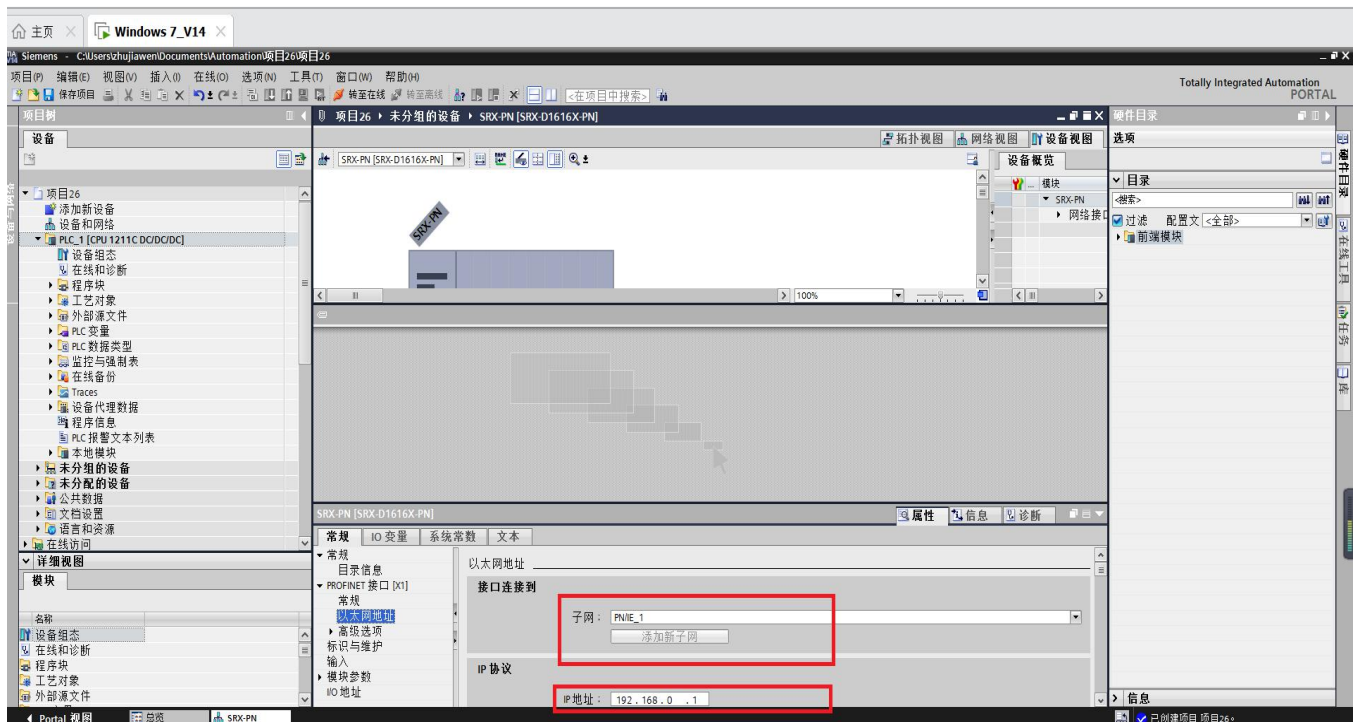 主页
Windows 7_V14
Siemens - C:\Users\zhujiawen\Documents\Automation\项目26\项目26
项目(P) 编辑(E) 视图(V) 插入(I) 在线(O) 选项(N) 工具(T) 窗口(W) 帮助(H)
Totally Integrated Automation
PORTAL
保存项目 转至在线 转至离线 <在项目中搜索>
项目树
项目26 ▸ 未分组的设备 ▸ SRX-PN [SRX-D1616X-PN]
硬件目录
设备
拓扑视图 网络视图 设备视图
选项
SRX-PN [SRX-D1616X-PN]
设备概览
模块
SRX-PN
网络接口
目录
<搜索>
过滤 配置文 <全部>
前端模块
项目26
添加新设备
设备和网络
PLC_1 [CPU 1211C DC/DC/DC]
设备组态
在线和诊断
程序块
工艺对象
外部源文件
PLC 变量
PLC 数据类型
监控与强制表
在线备份
Traces
设备代理数据
程序信息
PLC 报警文本列表
本地模块
未分组的设备
未分配的设备
公共数据
文档设置
语言和资源
在线访问
SRX-PN
100%
硬件目录
在线工具
任务
库
详细视图
模块
名称
设备组态
在线和诊断
程序块
工艺对象
外部源文件
SRX-PN [SRX-D1616X-PN]
属性 信息 诊断
常规 IO 变量 系统常数 文本
常规
目录信息
PROFINET 接口 [X1]
常规
以太网地址
高级选项
标识与维护
输入
模块参数
I/O 地址
以太网地址
接口连接到
子网： PN/IE_1
添加新子网
IP 协议
IP 地址： 192 . 168 . 0 . 1
信息
Portal 视图 总览 SRX-PN
已创建项目 项目26。